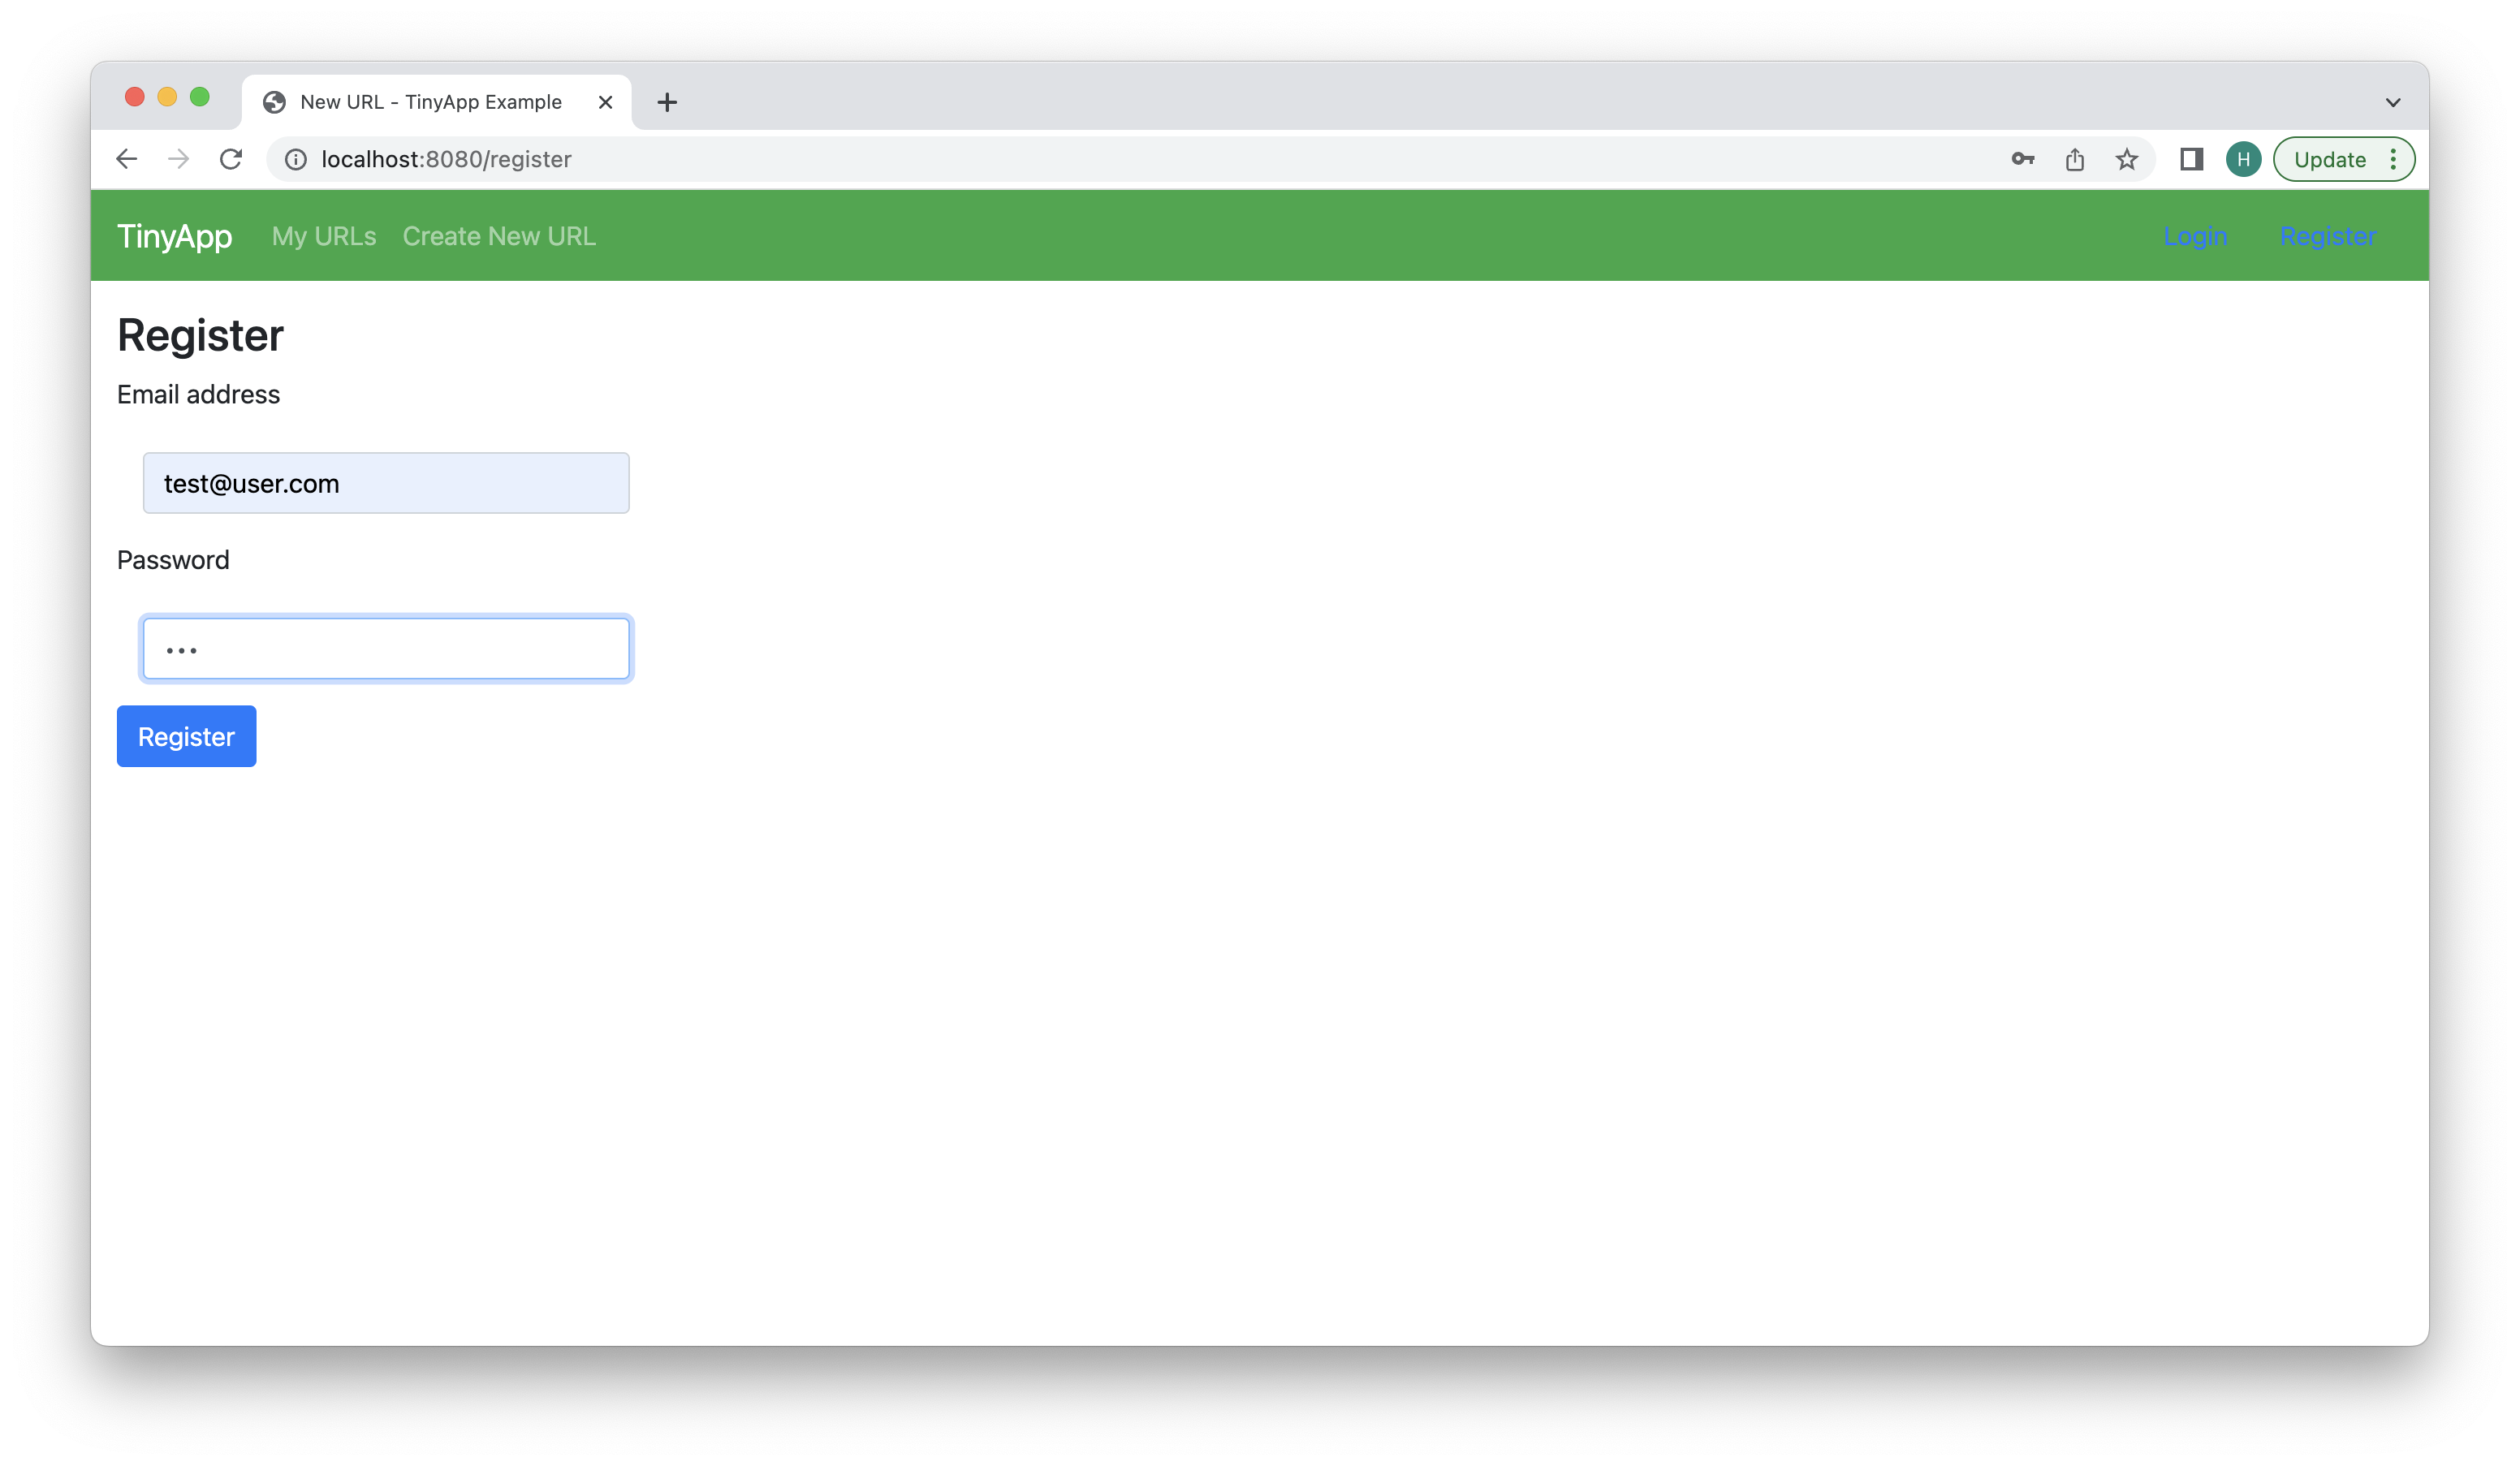 New URL - TinyApp Example
localhost:8080/register
H
Update
TinyApp My URLs Create New URL Login Register
Register
Email address
test@user.com
Password
•••
Register